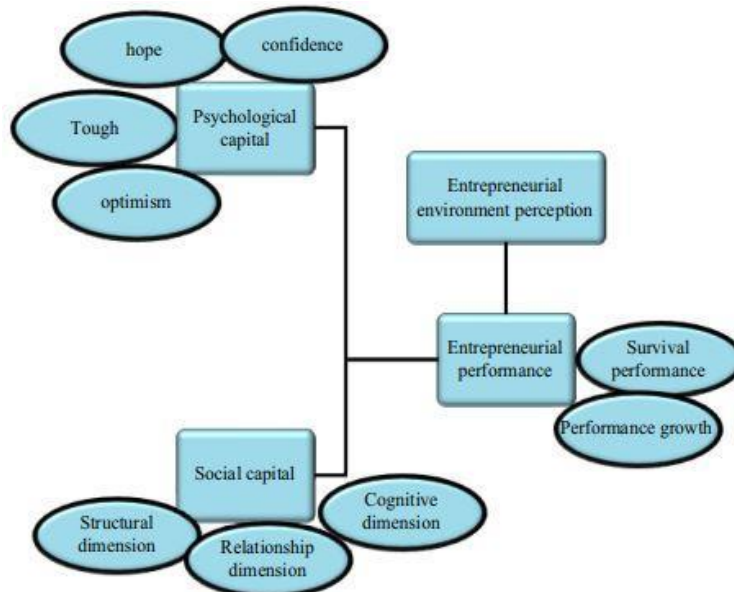 hope
confidence
Tough
Psychological
capital
optimism
Entrepreneurial
environment perception
Entrepreneurial
performance
Survival
performance
Performance growth
Social capital
Cognitive
dimension
Structural
dimension
Relationship
dimension